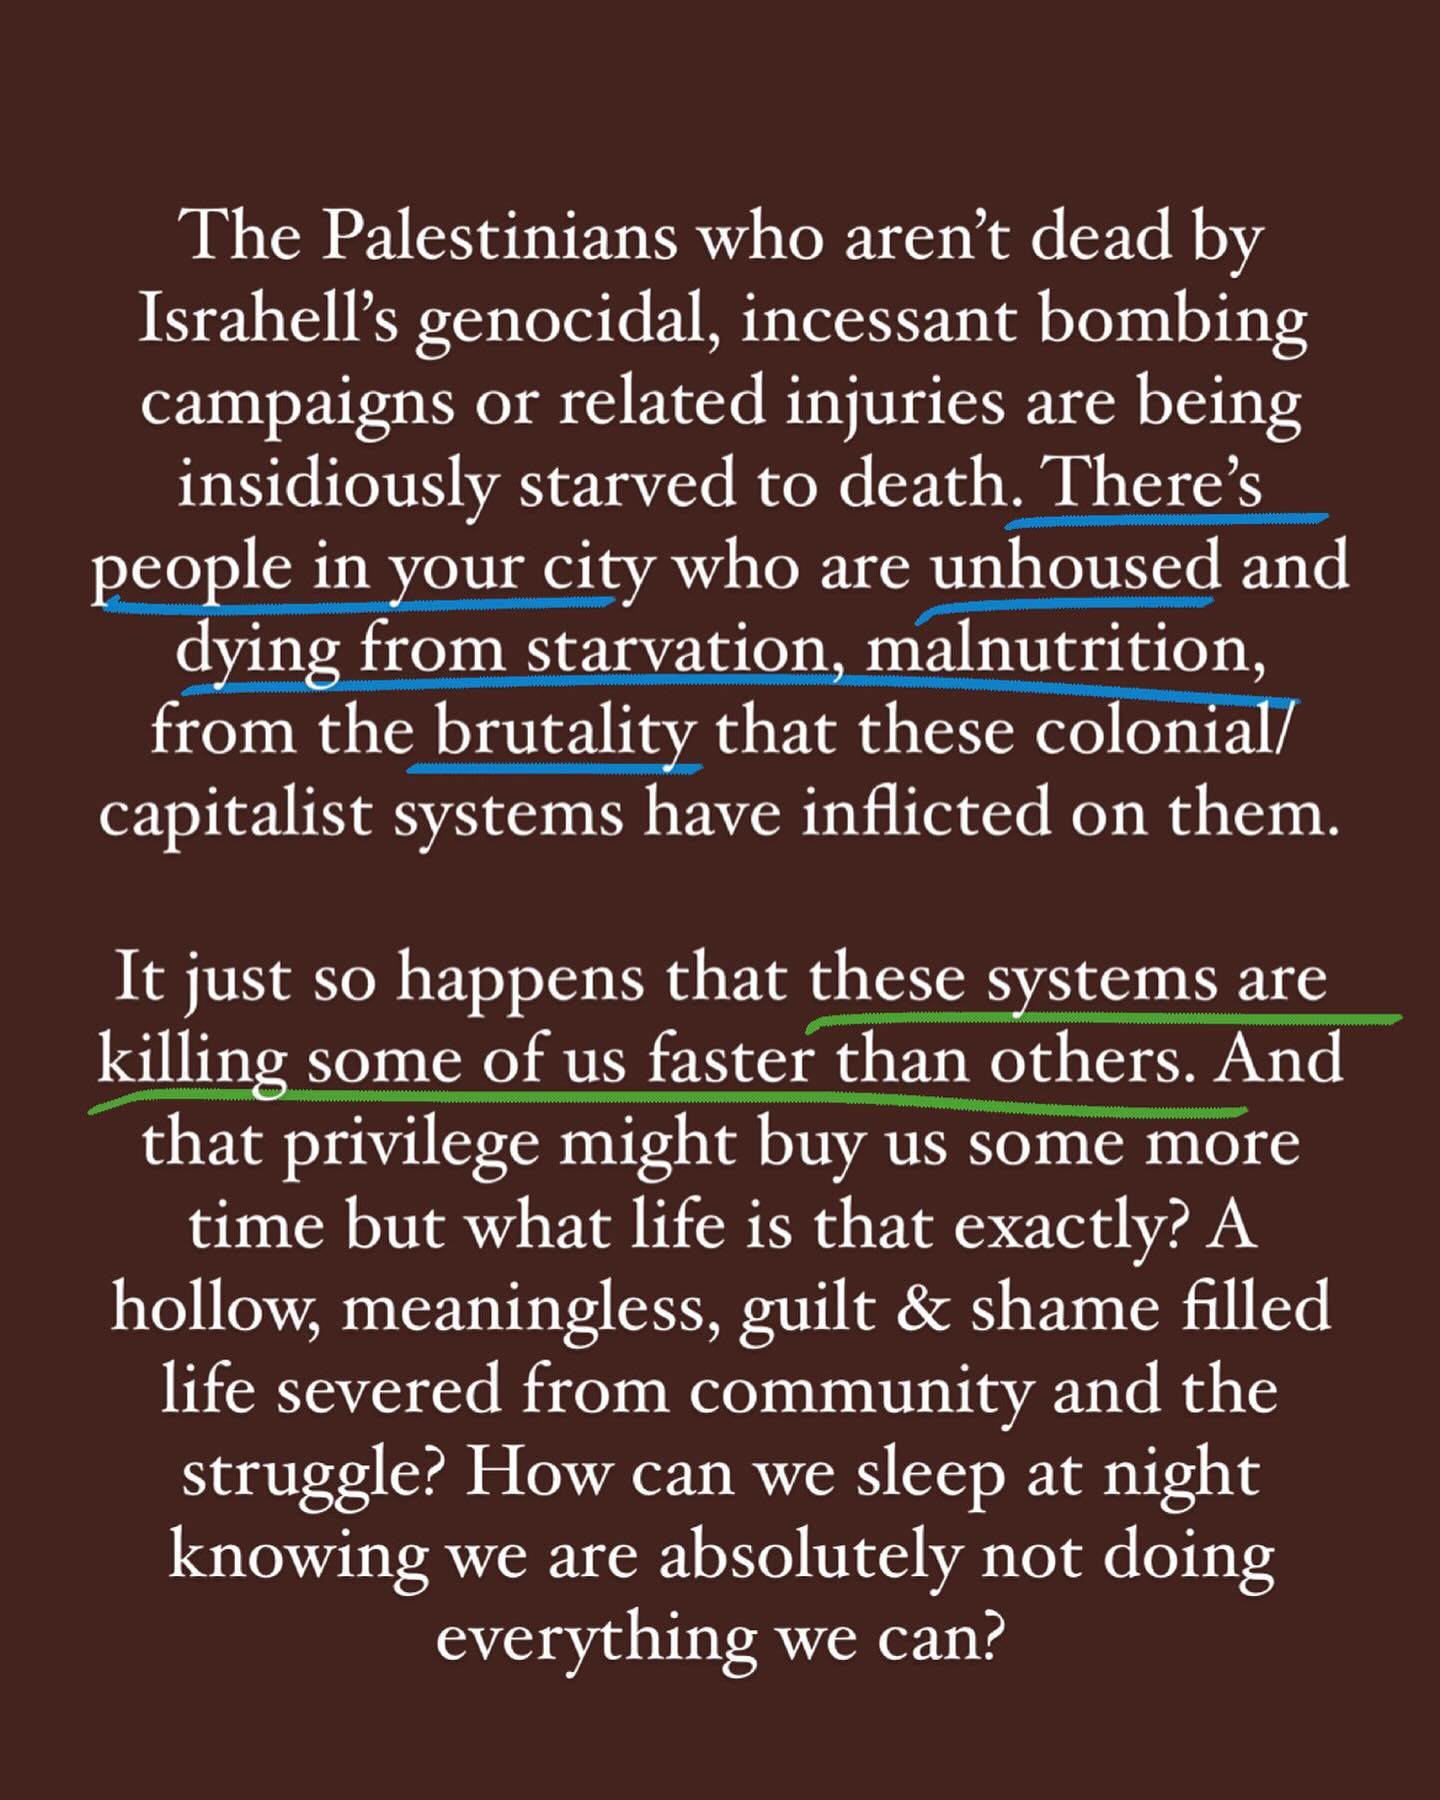 The Palestinians who aren’t dead by
Israhell’s genocidal, incessant bombing
campaigns or related injuries are being
insidiously starved to death. There’s
people in your city who are unhoused and
dying from starvation, malnutrition,
from the brutality that these colonial/
capitalist systems have inflicted on them.
It just so happens that these systems are
killing some of us faster than others. And
that privilege might buy us some more
time but what life is that exactly? A
hollow, meaningless, guilt & shame filled
life severed from community and the
struggle? How can we sleep at night
knowing we are absolutely not doing
everything we can?